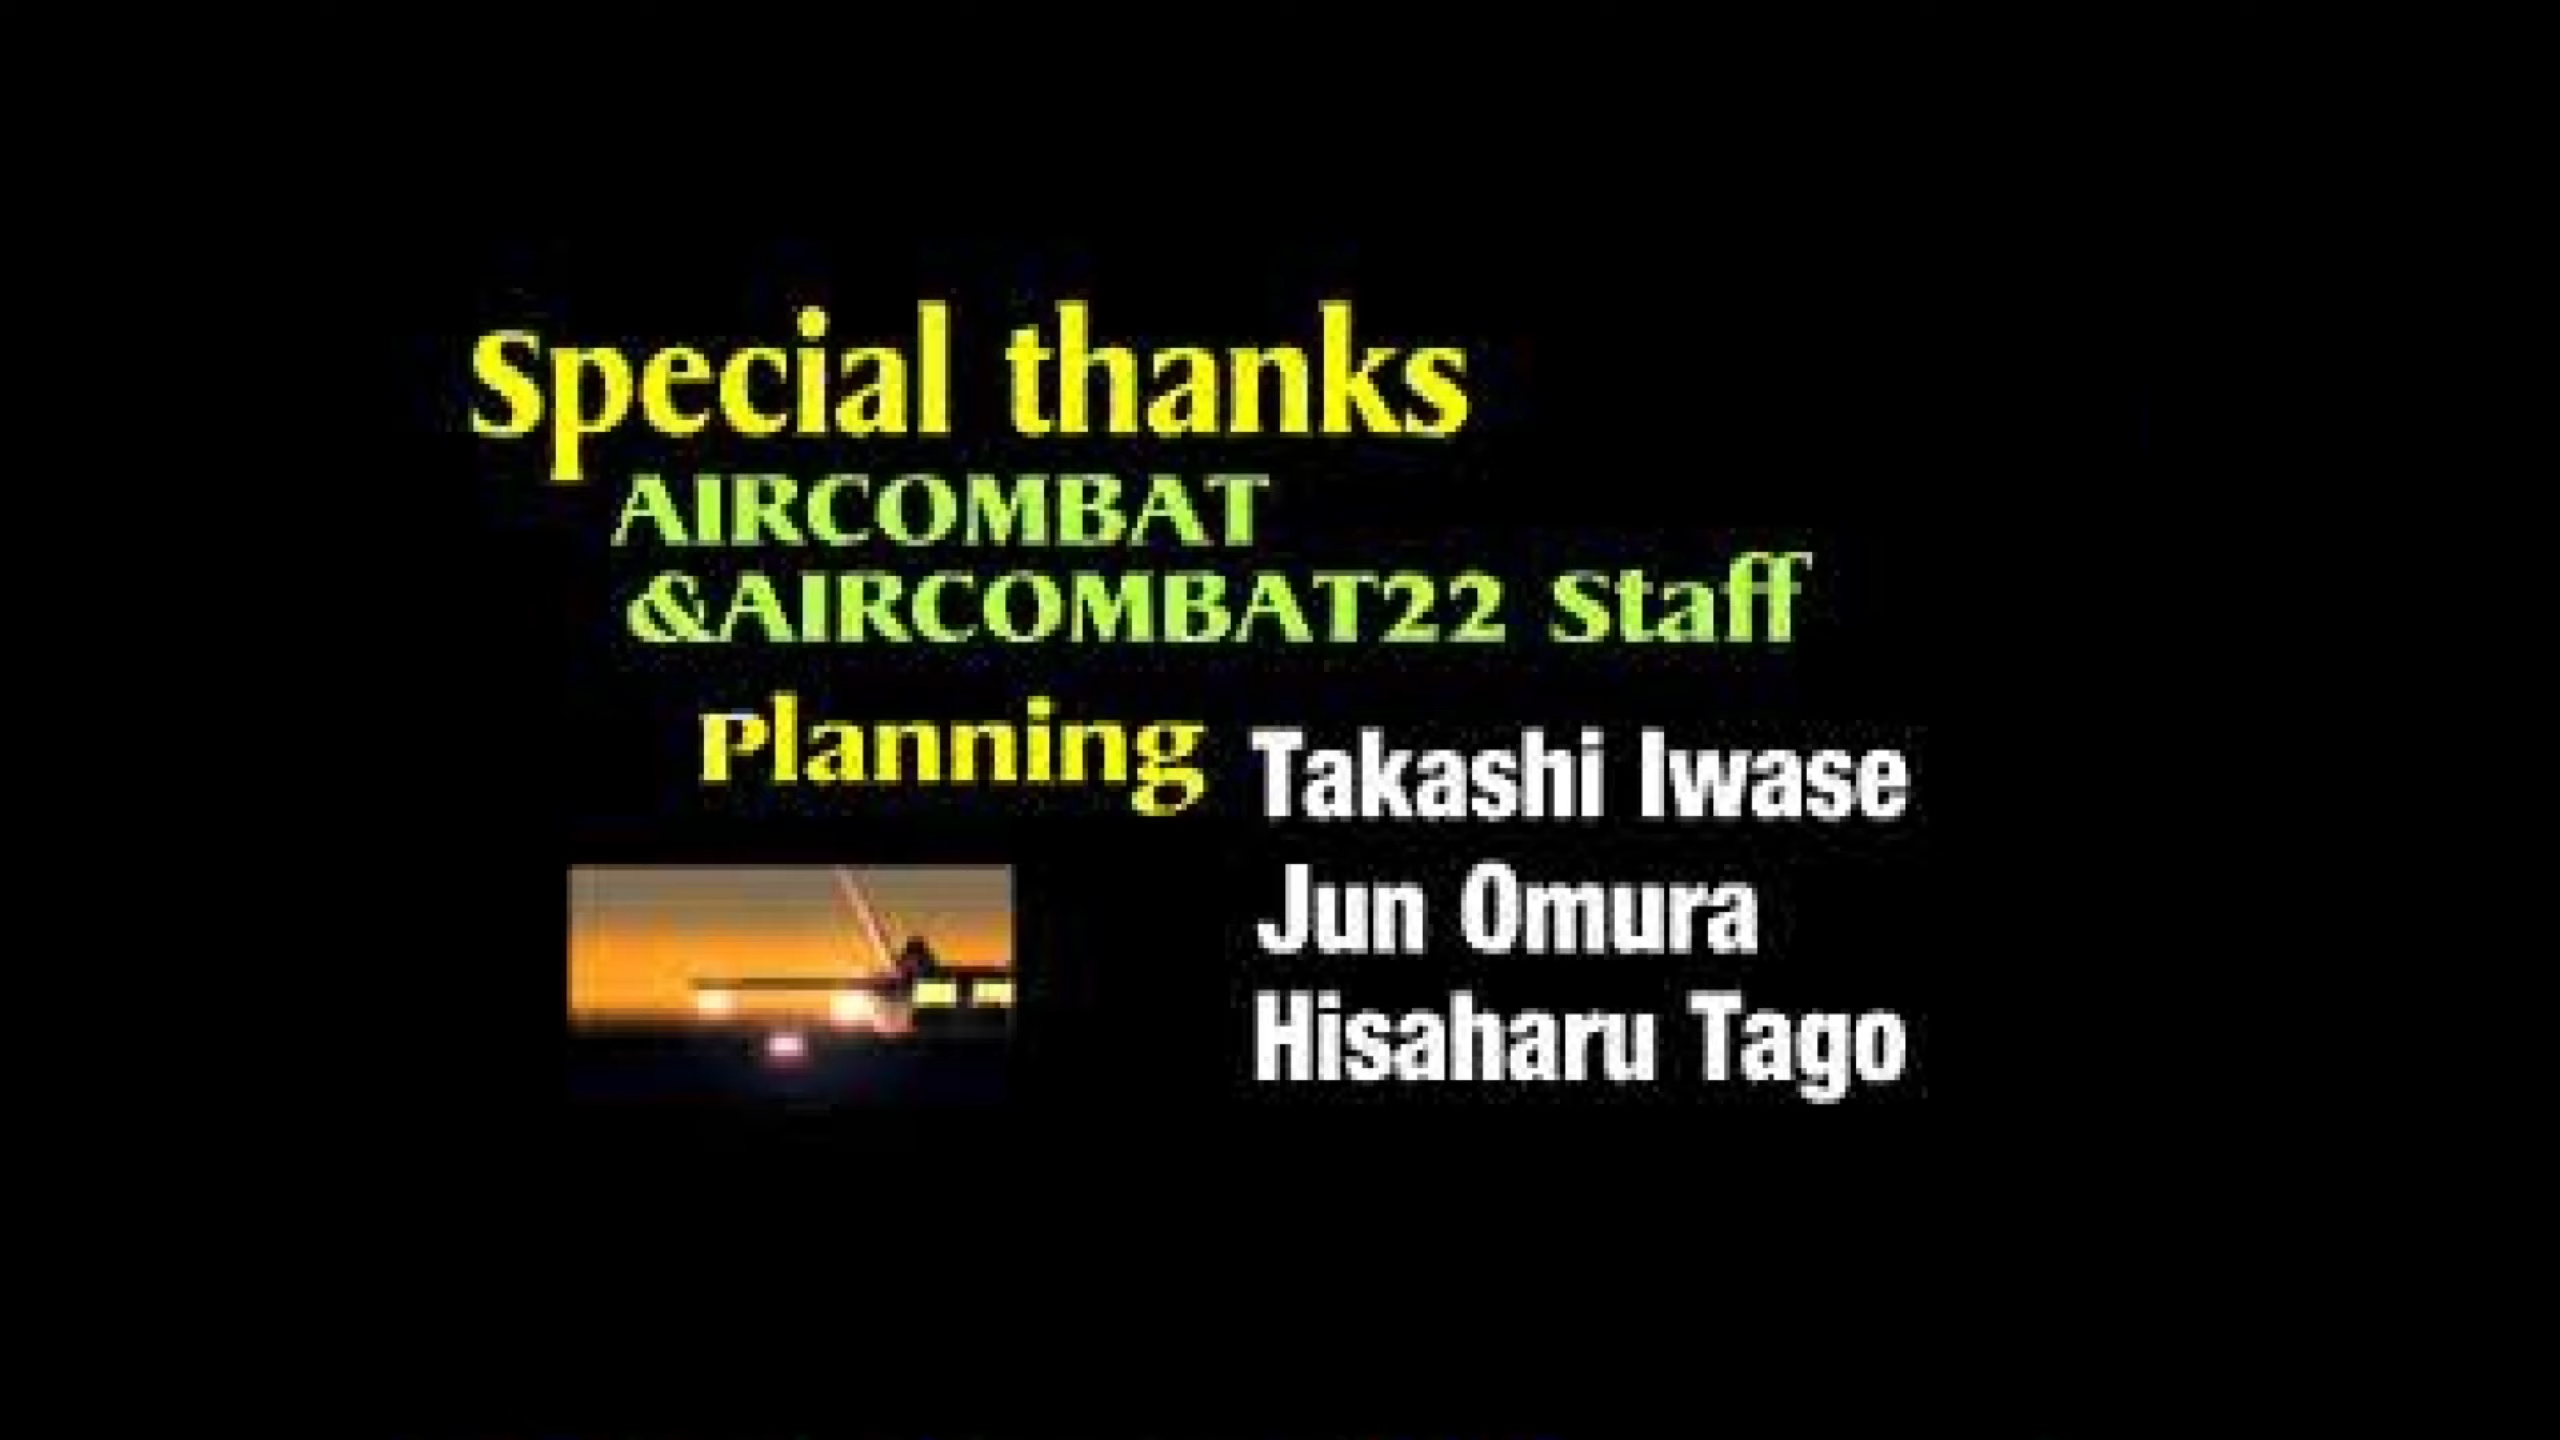 Special thanks
AIRCOMBAT
&AIRCOMBAT22 Staff
Planning Takashi Iwase
Jun Omura
Hisaharu Tago